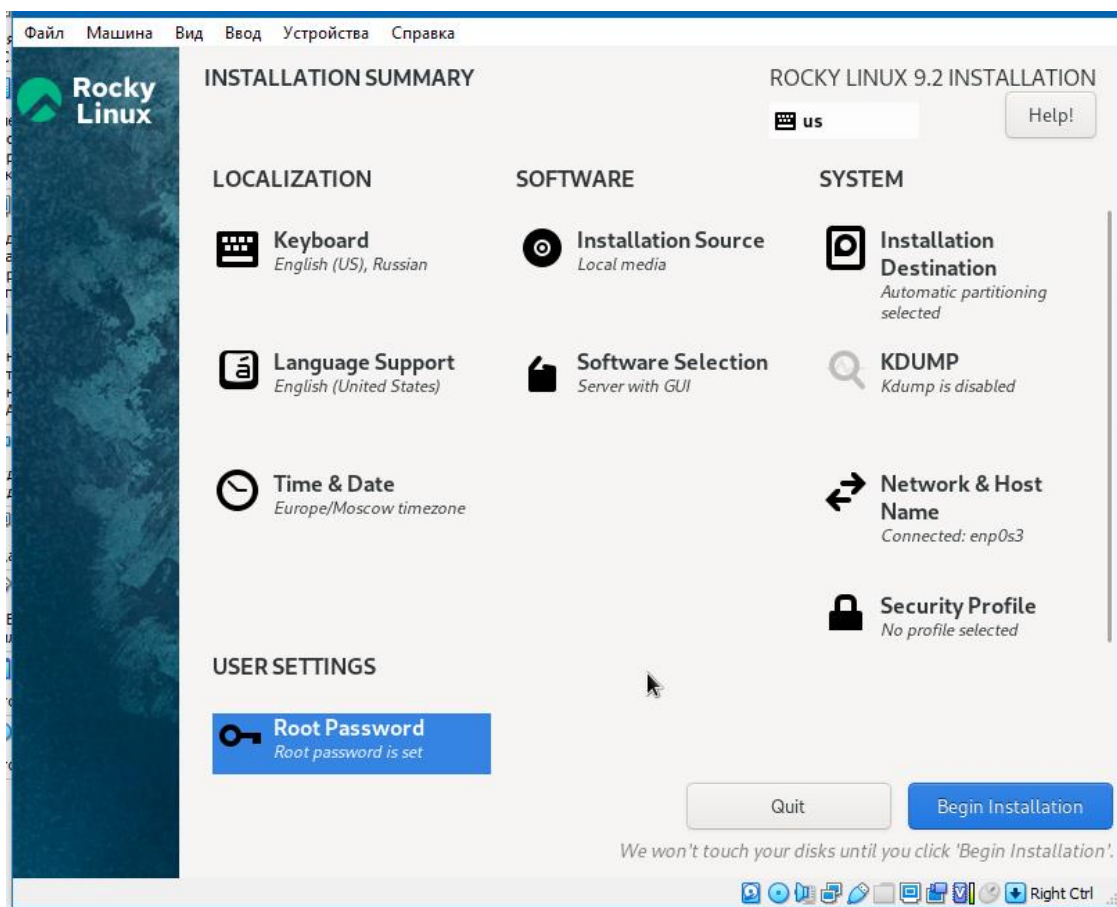 Файл Машина Вид Ввод Устройства Справка
Rocky
Linux
INSTALLATION SUMMARY
ROCKY LINUX 9.2 INSTALLATION
us
Help!
LOCALIZATION
Keyboard
English (US), Russian
Language Support
English (United States)
Time & Date
Europe/Moscow timezone
SOFTWARE
Installation Source
Local media
Software Selection
Server with GUI
SYSTEM
Installation
Destination
Automatic partitioning
selected
KDUMP
Kdump is disabled
Network & Host
Name
Connected: enp0s3
Security Profile
No profile selected
USER SETTINGS
Root Password
Root password is set
Quit
Begin Installation
We won't touch your disks until you click 'Begin Installation'.
Right Ctrl